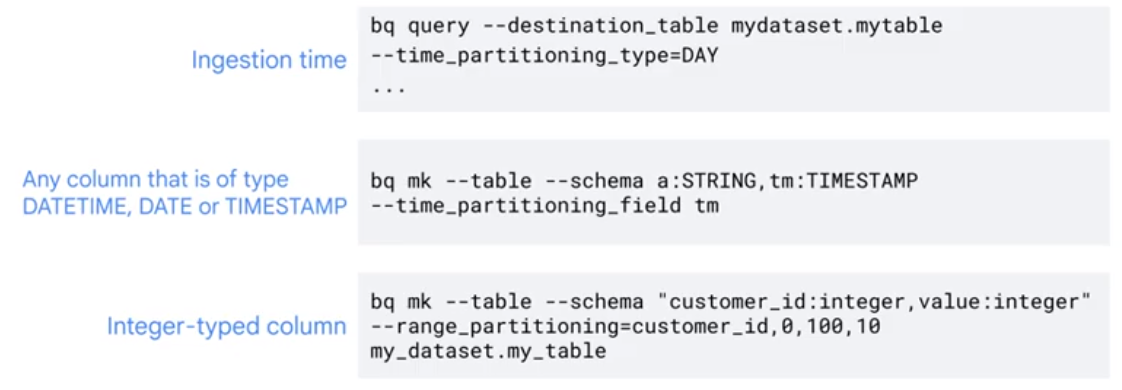 Ingestion time
bq query --destination_table mydataset.mytable
--time_partitioning_type=DAY
...
Any column that is of type
DATETIME, DATE or TIMESTAMP
bq mk --table --schema a:STRING,tm:TIMESTAMP
--time_partitioning_field tm
Integer-typed column
bq mk --table --schema "customer_id:integer,value:integer"
--range_partitioning=customer_id,0,100,10
my_dataset.my_table